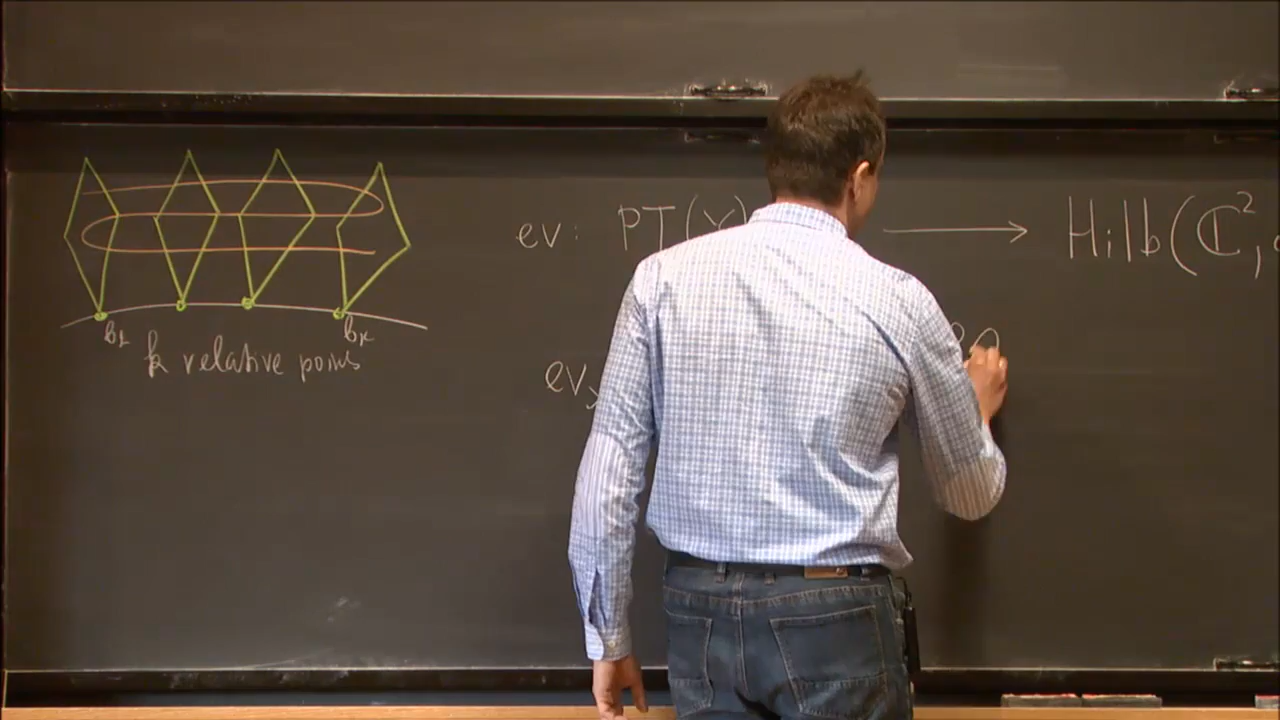 ev: PT(Y) ⟶ Hilb(ℂ²,
b₁ bₖ
k relative points
ev